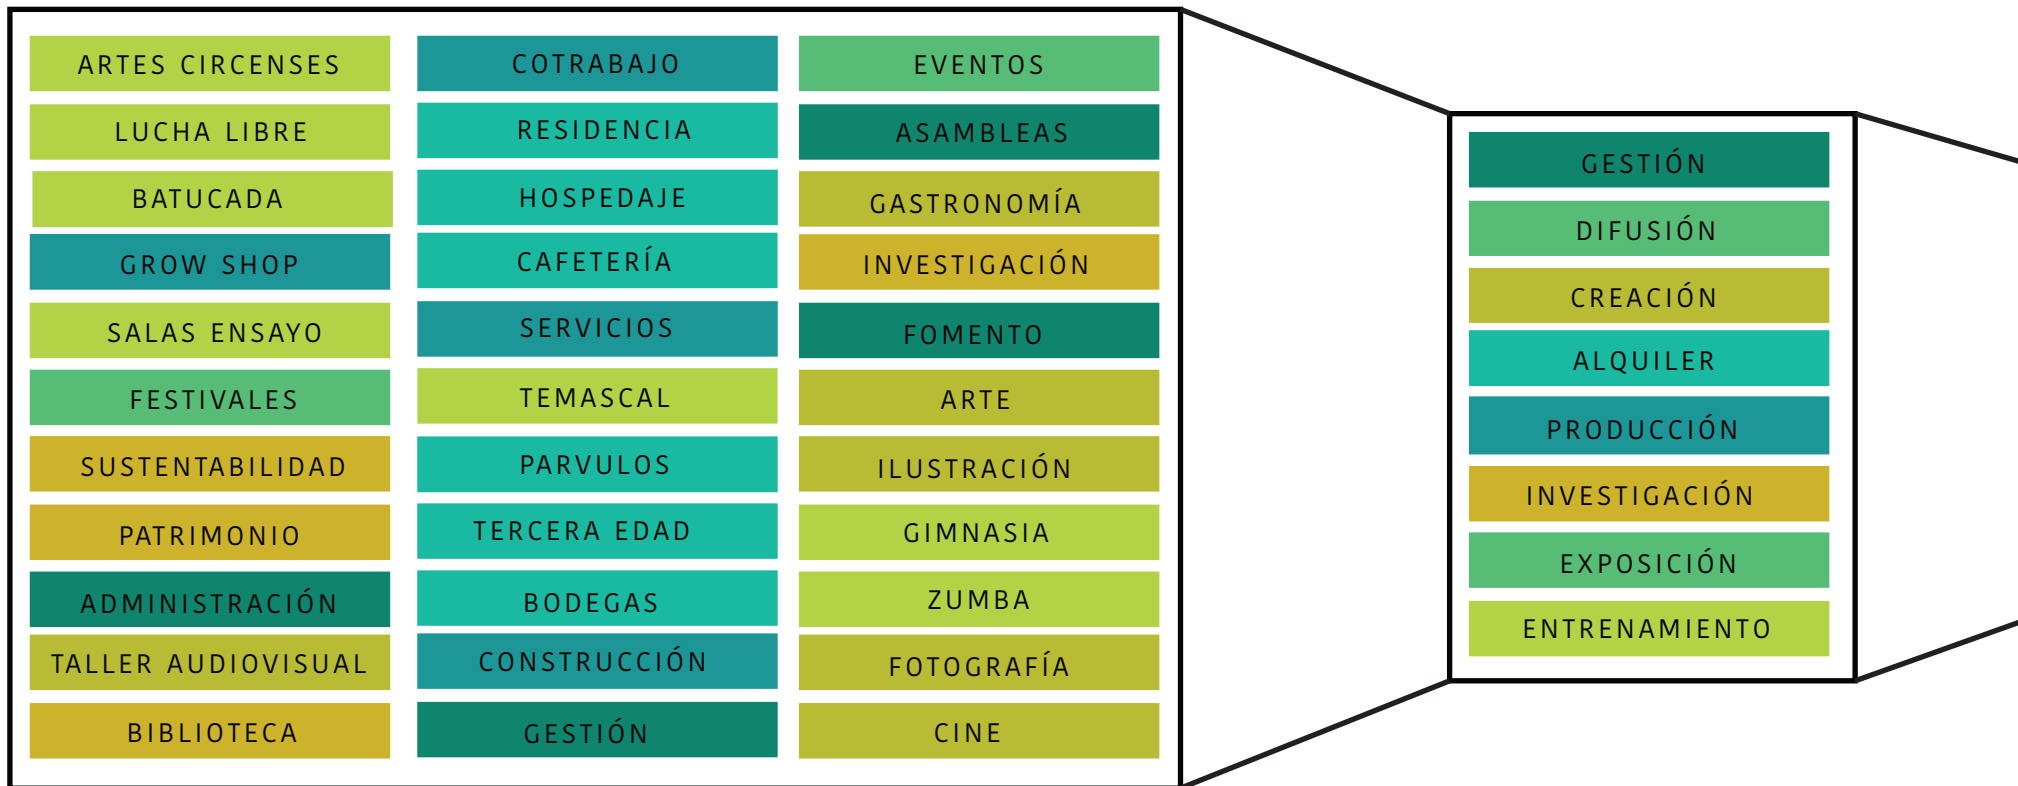 ARTES CIRCENSES
LUCHA LIBRE
BATUCADA
GROW SHOP
SALAS ENSAYO
FESTIVALES
SUSTENTABILIDAD
PATRIMONIO
ADMINISTRACIÓN
TALLER AUDIOVISUAL
BIBLIOTECA
COTRABAJO
RESIDENCIA
HOSPEDAJE
CAFETERÍA
SERVICIOS
TEMASCAL
PARVULOS
TERCERA EDAD
BODEGAS
CONSTRUCCIÓN
GESTIÓN
EVENTOS
ASAMBLEAS
GASTRONOMÍA
INVESTIGACIÓN
FOMENTO
ARTE
ILUSTRACIÓN
GIMNASIA
ZUMBA
FOTOGRAFÍA
CINE
GESTIÓN
DIFUSIÓN
CREACIÓN
ALQUILER
PRODUCCIÓN
INVESTIGACIÓN
EXPOSICIÓN
ENTRENAMIENTO